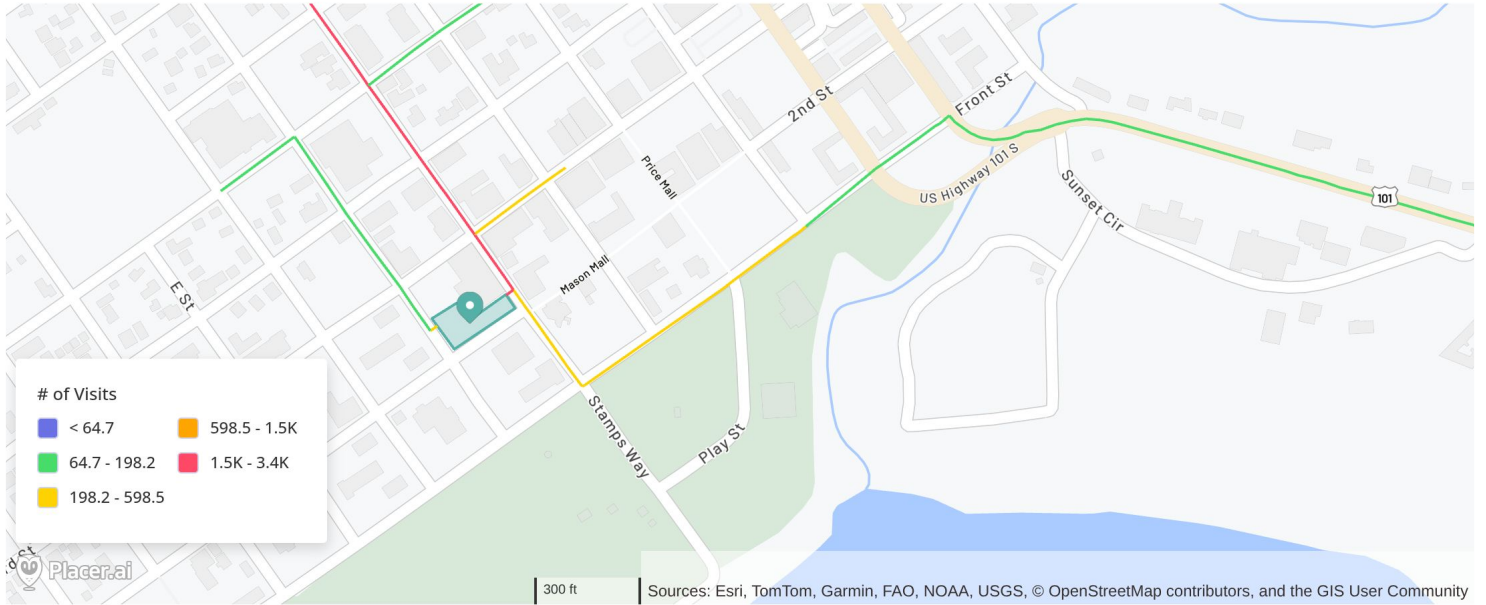 2nd St
Front St
Price Mall
US Highway 101 S
Sunset Cir
101
Mason Mall
E St
# of Visits
< 64.7
598.5 - 1.5K
64.7 - 198.2
1.5K - 3.4K
198.2 - 598.5
Stamps Way
Play St
rd St
Placer.ai
300 ft
Sources: Esri, TomTom, Garmin, FAO, NOAA, USGS, © OpenStreetMap contributors, and the GIS User Community